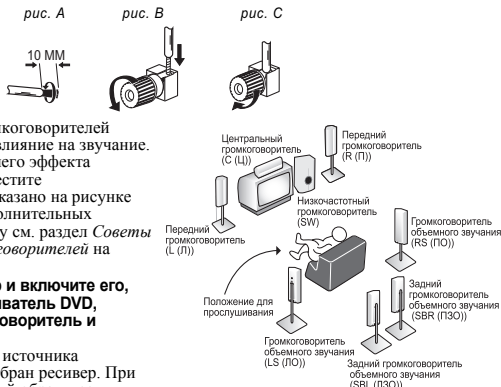 рис. A
рис. B
рис. C
10 ММ
мкоговорителей
влияние на звучание.
его эффекта
естите
казано на рисунке
олнительных
у см. раздел Советы
говорителей на
о и включите его,
ыватель DVD,
оворитель и
источника
бран ресивер. При
Центральный
громкоговоритель
(С (Ц))
Передний
громкоговоритель
(R (П))
Низкочастотный
громкоговоритель
(SW)
Передний
громкоговоритель
(L (Л))
Громкоговоритель
объемного звучания
(RS (ПО))
Положение для
прослушивания
Задний
громкоговоритель
объемного звучания
(SBR (ПЗО))
Громкоговоритель
объемного звучания
(LS (ЛО))
Задний громкоговоритель
объемного звучания
(SBL (ЛЗО))